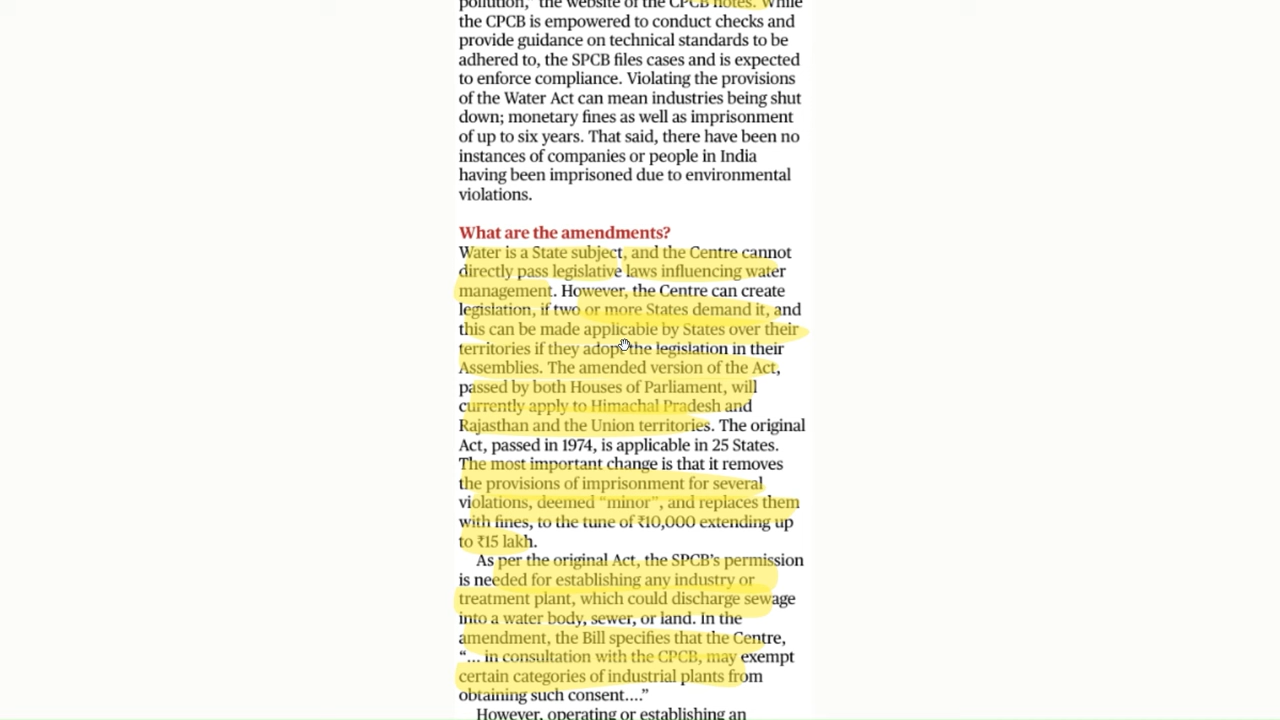 pollution," the website of the CPCB notes. While
the CPCB is empowered to conduct checks and
provide guidance on technical standards to be
adhered to, the SPCB files cases and is expected
to enforce compliance. Violating the provisions
of the Water Act can mean industries being shut
down; monetary fines as well as imprisonment
of up to six years. That said, there have been no
instances of companies or people in India
having been imprisoned due to environmental
violations.
What are the amendments?
Water is a State subject, and the Centre cannot
directly pass legislative laws influencing water
management. However, the Centre can create
legislation, if two or more States demand it, and
this can be made applicable by States over their
territories if they adopt the legislation in their
Assemblies. The amended version of the Act,
passed by both Houses of Parliament, will
currently apply to Himachal Pradesh and
Rajasthan and the Union territories. The original
Act, passed in 1974, is applicable in 25 States.
The most important change is that it removes
the provisions of imprisonment for several
violations, deemed “minor”, and replaces them
with fines, to the tune of ₹10,000 extending up
to ₹15 lakh.
As per the original Act, the SPCB’s permission
is needed for establishing any industry or
treatment plant, which could discharge sewage
into a water body, sewer, or land. In the
amendment, the Bill specifies that the Centre,
“... in consultation with the CPCB, may exempt
certain categories of industrial plants from
obtaining such consent....”
However, operating or establishing an